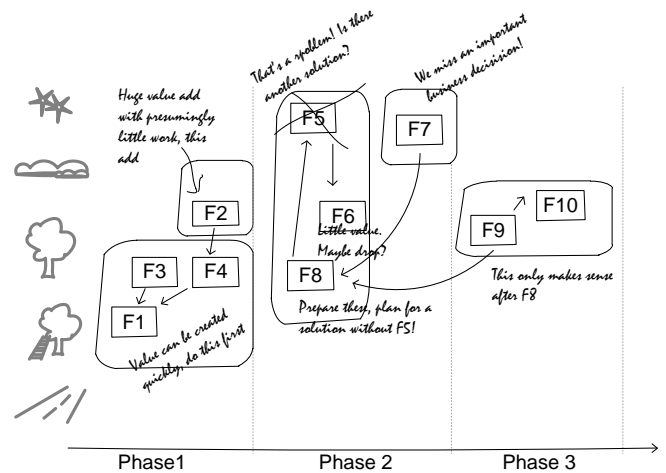 That's a rpoblem! Is there
another solution?
We miss an important
business decisision!
Huge value add
with presumingly
little work, this
add
F5
F7
F2
F6
F10
F9
Little value.
Maybe drop?
F3
F4
F8
This only makes sense
after F8
F1
Prepare these, plan for a
solution without F5!
Value can be created
quickly, do this first
Phase1
Phase 2
Phase 3